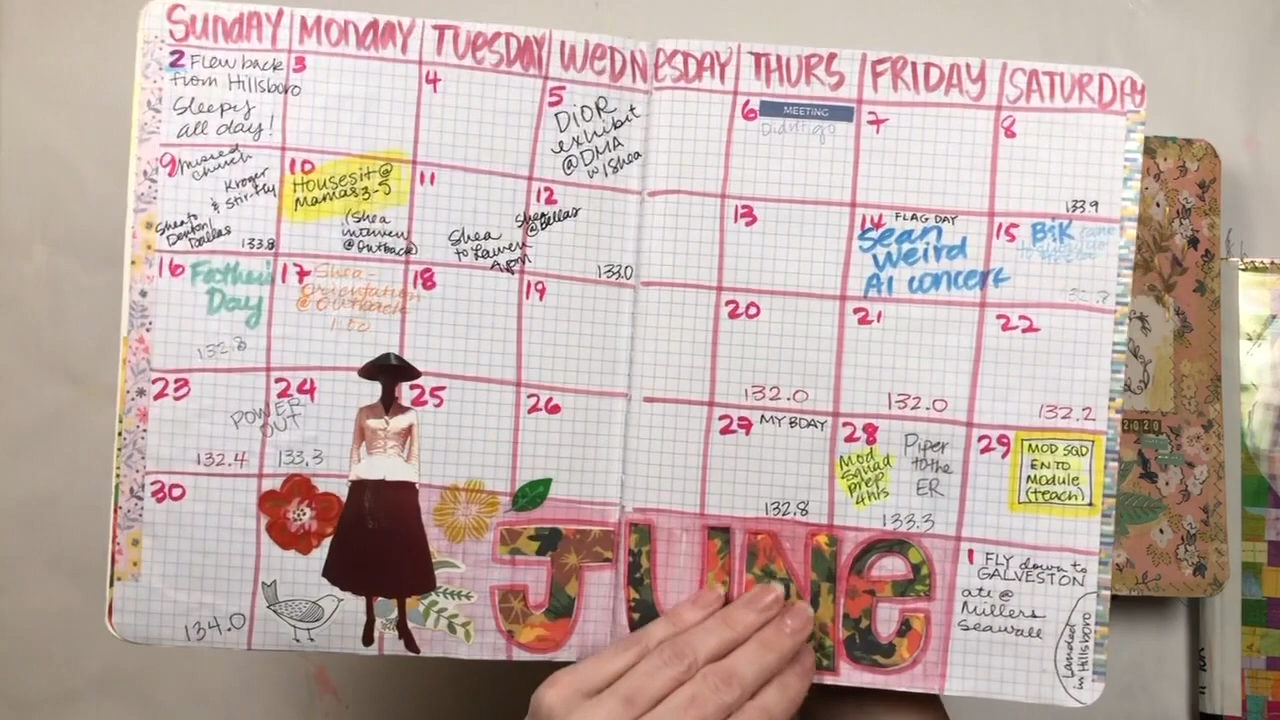 SUNDAY MONDAY TUESDAY WEDNESDAY THURS FRIDAY SATURDAY
2 Flew back
from Hillsboro
Sleepy
all day!
3
4
5
DIOR
exhibit
@DMA
w/shea
6 MEETING
Didn't go
7
8
133.9
9 missed
church
Kroger
& Stir-fry
Shea to
Denton
Dallas
133.8
10
Housesit @
Mamas 3-5
(Shea
interview
@Outback)
11
Shea
to Lauren
12
Shea
133.0
13
14 FLAG DAY
Sean
Weird
Al concert
15 BiK came
16 Father's
Day
132.8
17 Shea-
orientation
@ Outback
18
19
20
132.0
21
132.0
22
132.2
23
132.4
24
POWER
OUT
133.3
25
26
27 MY BDAY
132.8
28
Mod
Squad
prep
4hrs
Piper
to the
ER
133.3
29
MOD SQD
ENTO
Module
(teach)
30
134.0
JUNE
1 FLY down to
GALVESTON
ate @
Millers
Seawall
Landed
in Hillsboro
2020